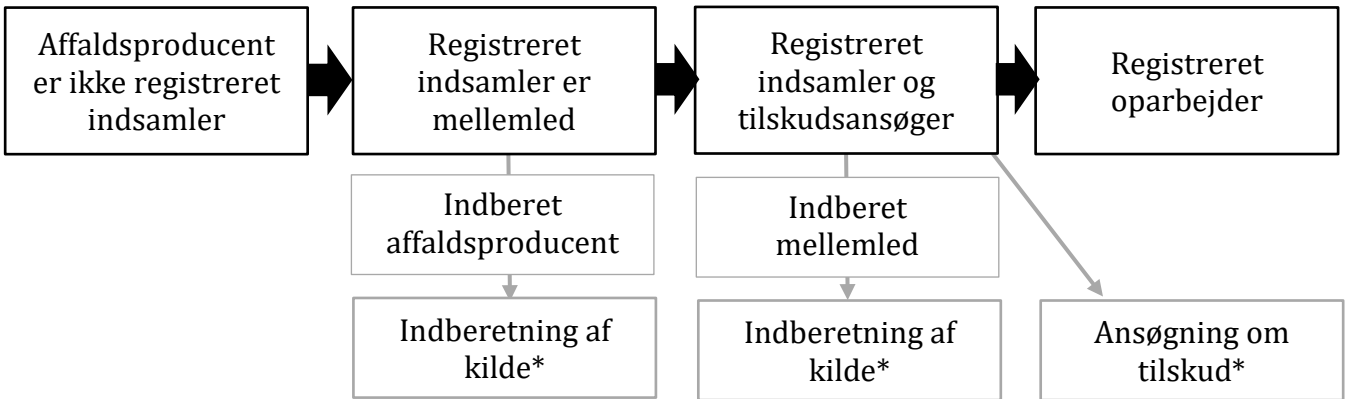 Affaldsproducent
er ikke registreret
indsamler
Registreret
indsamler er
mellemled
Registreret
indsamler og
tilskudsansøger
Registreret
oparbejder
Indberet
affaldsproducent
Indberet
mellemled
Indberetning af
kilde*
Indberetning af
kilde*
Ansøgning om
tilskud*